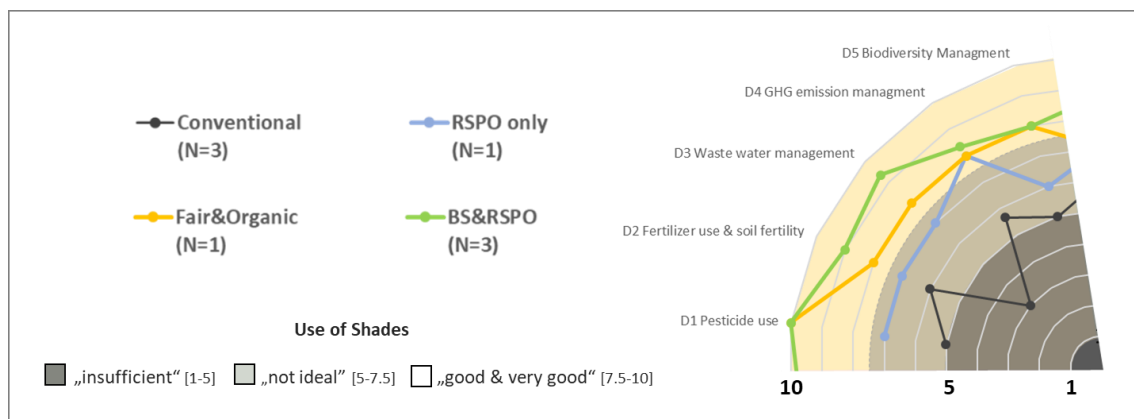 D5 Biodiversity Managment
D4 GHG emission managment
Conventional
(N=3)
RSPO only
(N=1)
D3 Waste water management
Fair&Organic
(N=1)
BS&RSPO
(N=3)
D2 Fertilizer use & soil fertility
Use of Shades
D1 Pesticide use
„insufficient“ [1-5]
„not ideal” [5-7.5]
„good & very good“ [7.5-10]
10
5
1